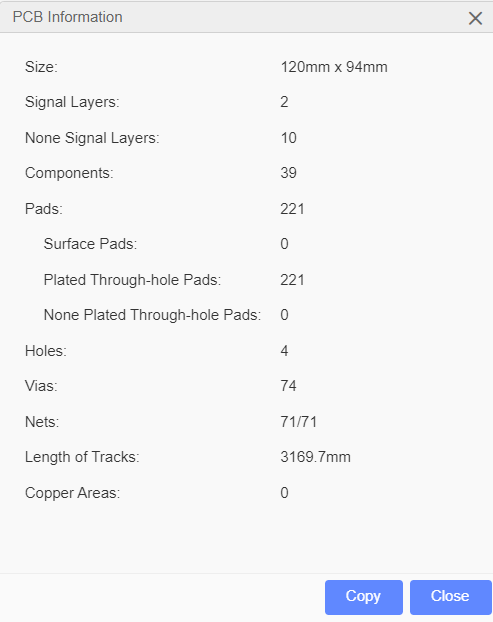 PCB Information
Size: 120mm x 94mm
Signal Layers: 2
None Signal Layers: 10
Components: 39
Pads: 221
Surface Pads: 0
Plated Through-hole Pads: 221
None Plated Through-hole Pads: 0
Holes: 4
Vias: 74
Nets: 71/71
Length of Tracks: 3169.7mm
Copper Areas: 0
Copy Close